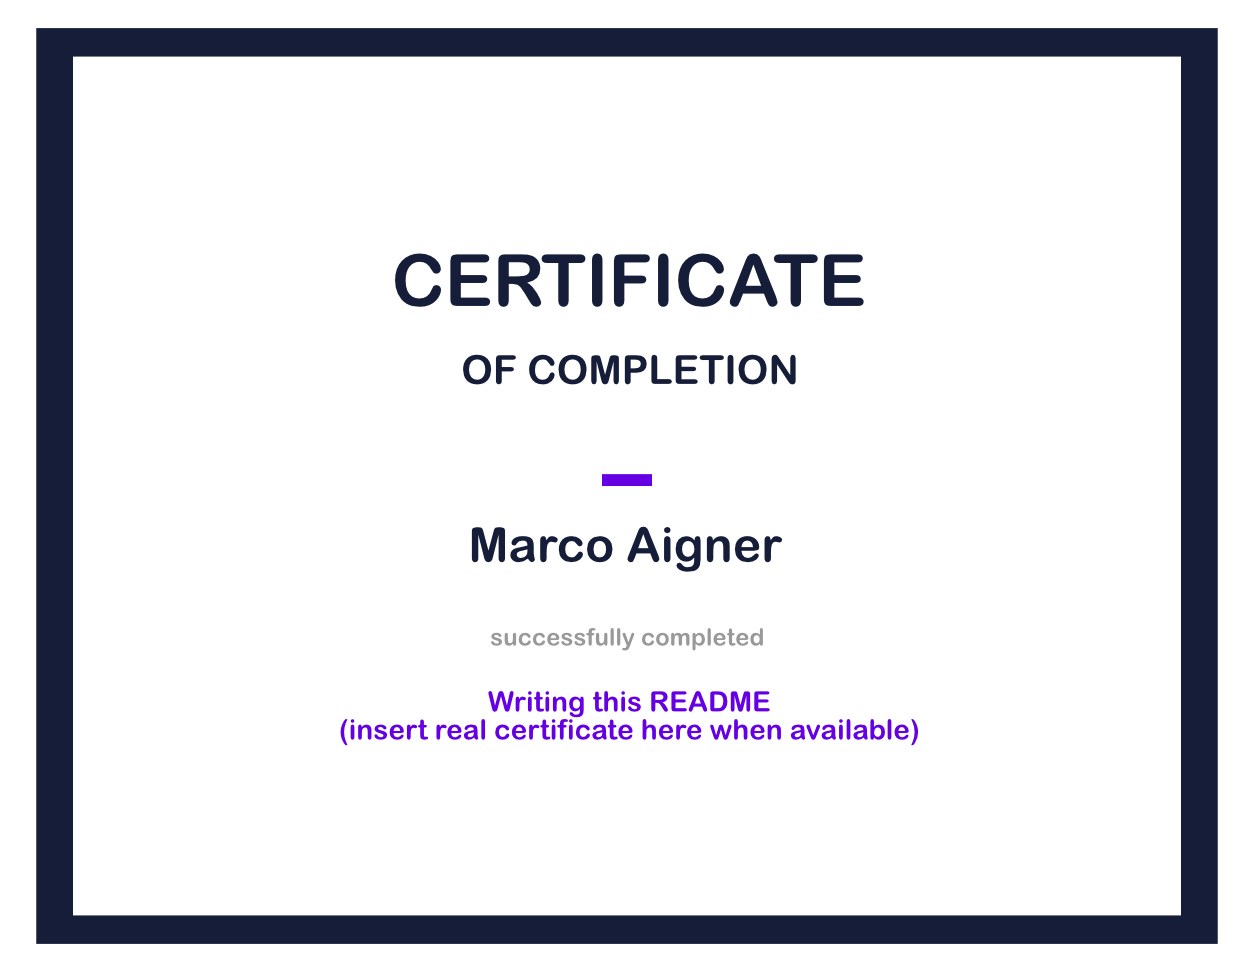 CERTIFICATE
OF COMPLETION
Marco Aigner
successfully completed
Writing this README
(insert real certificate here when available)